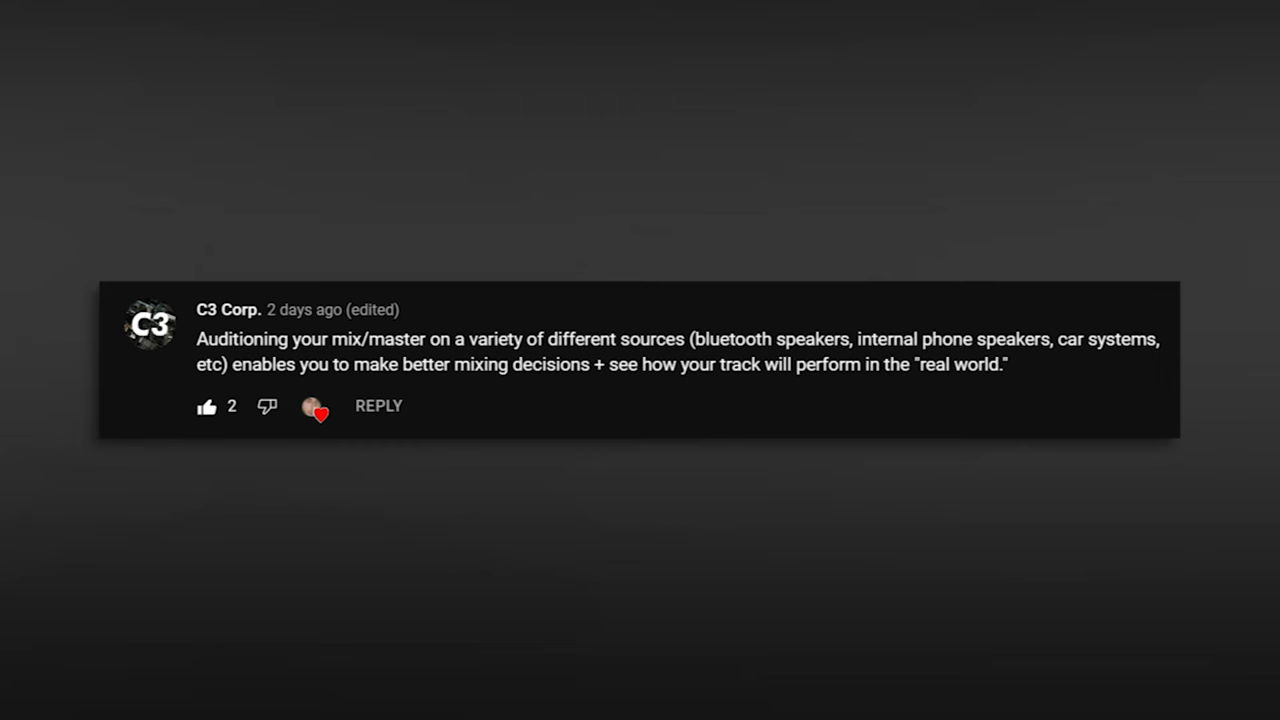 C3
C3 Corp. 2 days ago (edited)
Auditioning your mix/master on a variety of different sources (bluetooth speakers, internal phone speakers, car systems,
etc) enables you to make better mixing decisions + see how your track will perform in the "real world."
2 REPLY